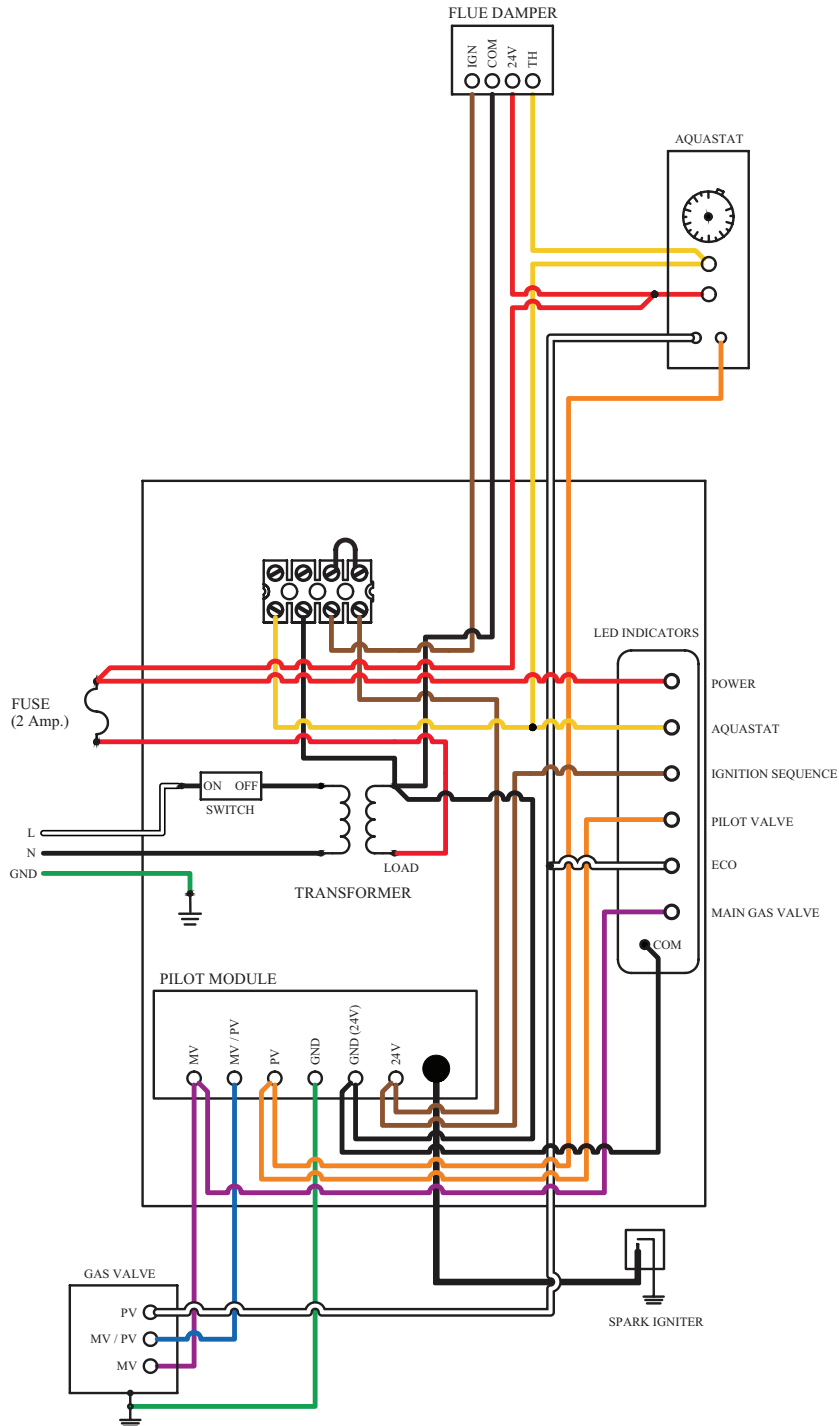 FLUE DAMPER
IGN
COM
24V
TH
AQUASTAT
LED INDICATORS
FUSE
(2 Amp.)
POWER
AQUASTAT
IGNITION SEQUENCE
ON OFF
SWITCH
PILOT VALVE
L
N
GND
LOAD
TRANSFORMER
ECO
MAIN GAS VALVE
COM
PILOT MODULE
MV
MV / PV
PV
GND
GND (24V)
24V
GAS VALVE
PV
MV / PV
MV
SPARK IGNITER